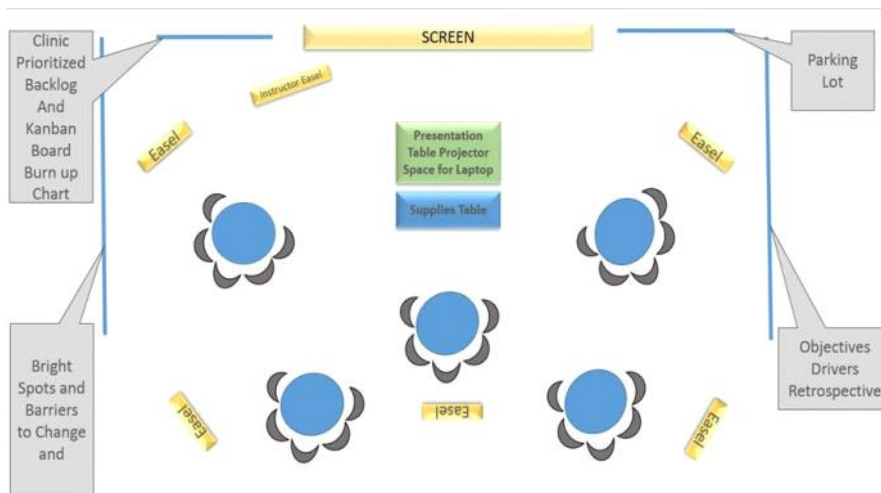 Clinic
Prioritized
Backlog
And
Kanban
Board
Burn up
Chart
SCREEN
Parking
Lot
Instructor Easel
Easel
Presentation
Table Projector
Space for Laptop
Easel
Supplies Table
Bright
Spots and
Barriers
to Change
and
Objectives
Drivers
Retrospective
Easel
Easel
Easel